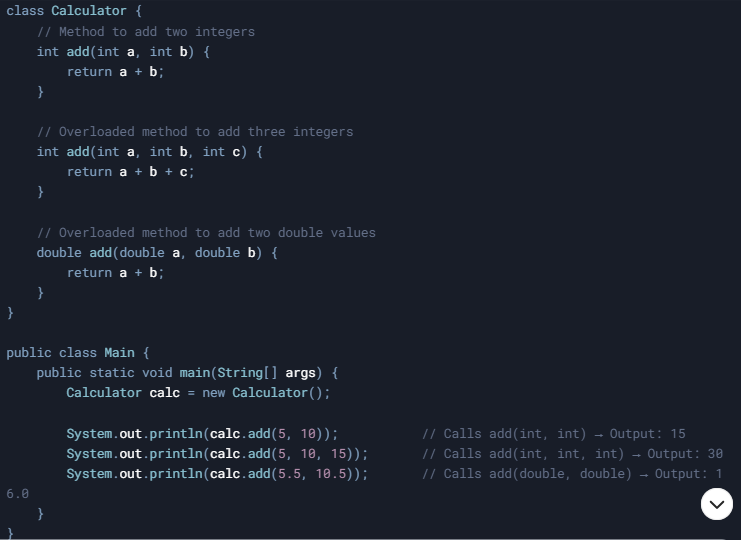 class Calculator {
    // Method to add two integers
    int add(int a, int b) {
        return a + b;
    }

    // Overloaded method to add three integers
    int add(int a, int b, int c) {
        return a + b + c;
    }

    // Overloaded method to add two double values
    double add(double a, double b) {
        return a + b;
    }
}

public class Main {
    public static void main(String[] args) {
        Calculator calc = new Calculator();

        System.out.println(calc.add(5, 10));           // Calls add(int, int) → Output: 15
        System.out.println(calc.add(5, 10, 15));       // Calls add(int, int, int) → Output: 30
        System.out.println(calc.add(5.5, 10.5));       // Calls add(double, double) → Output: 1
6.0
    }
}